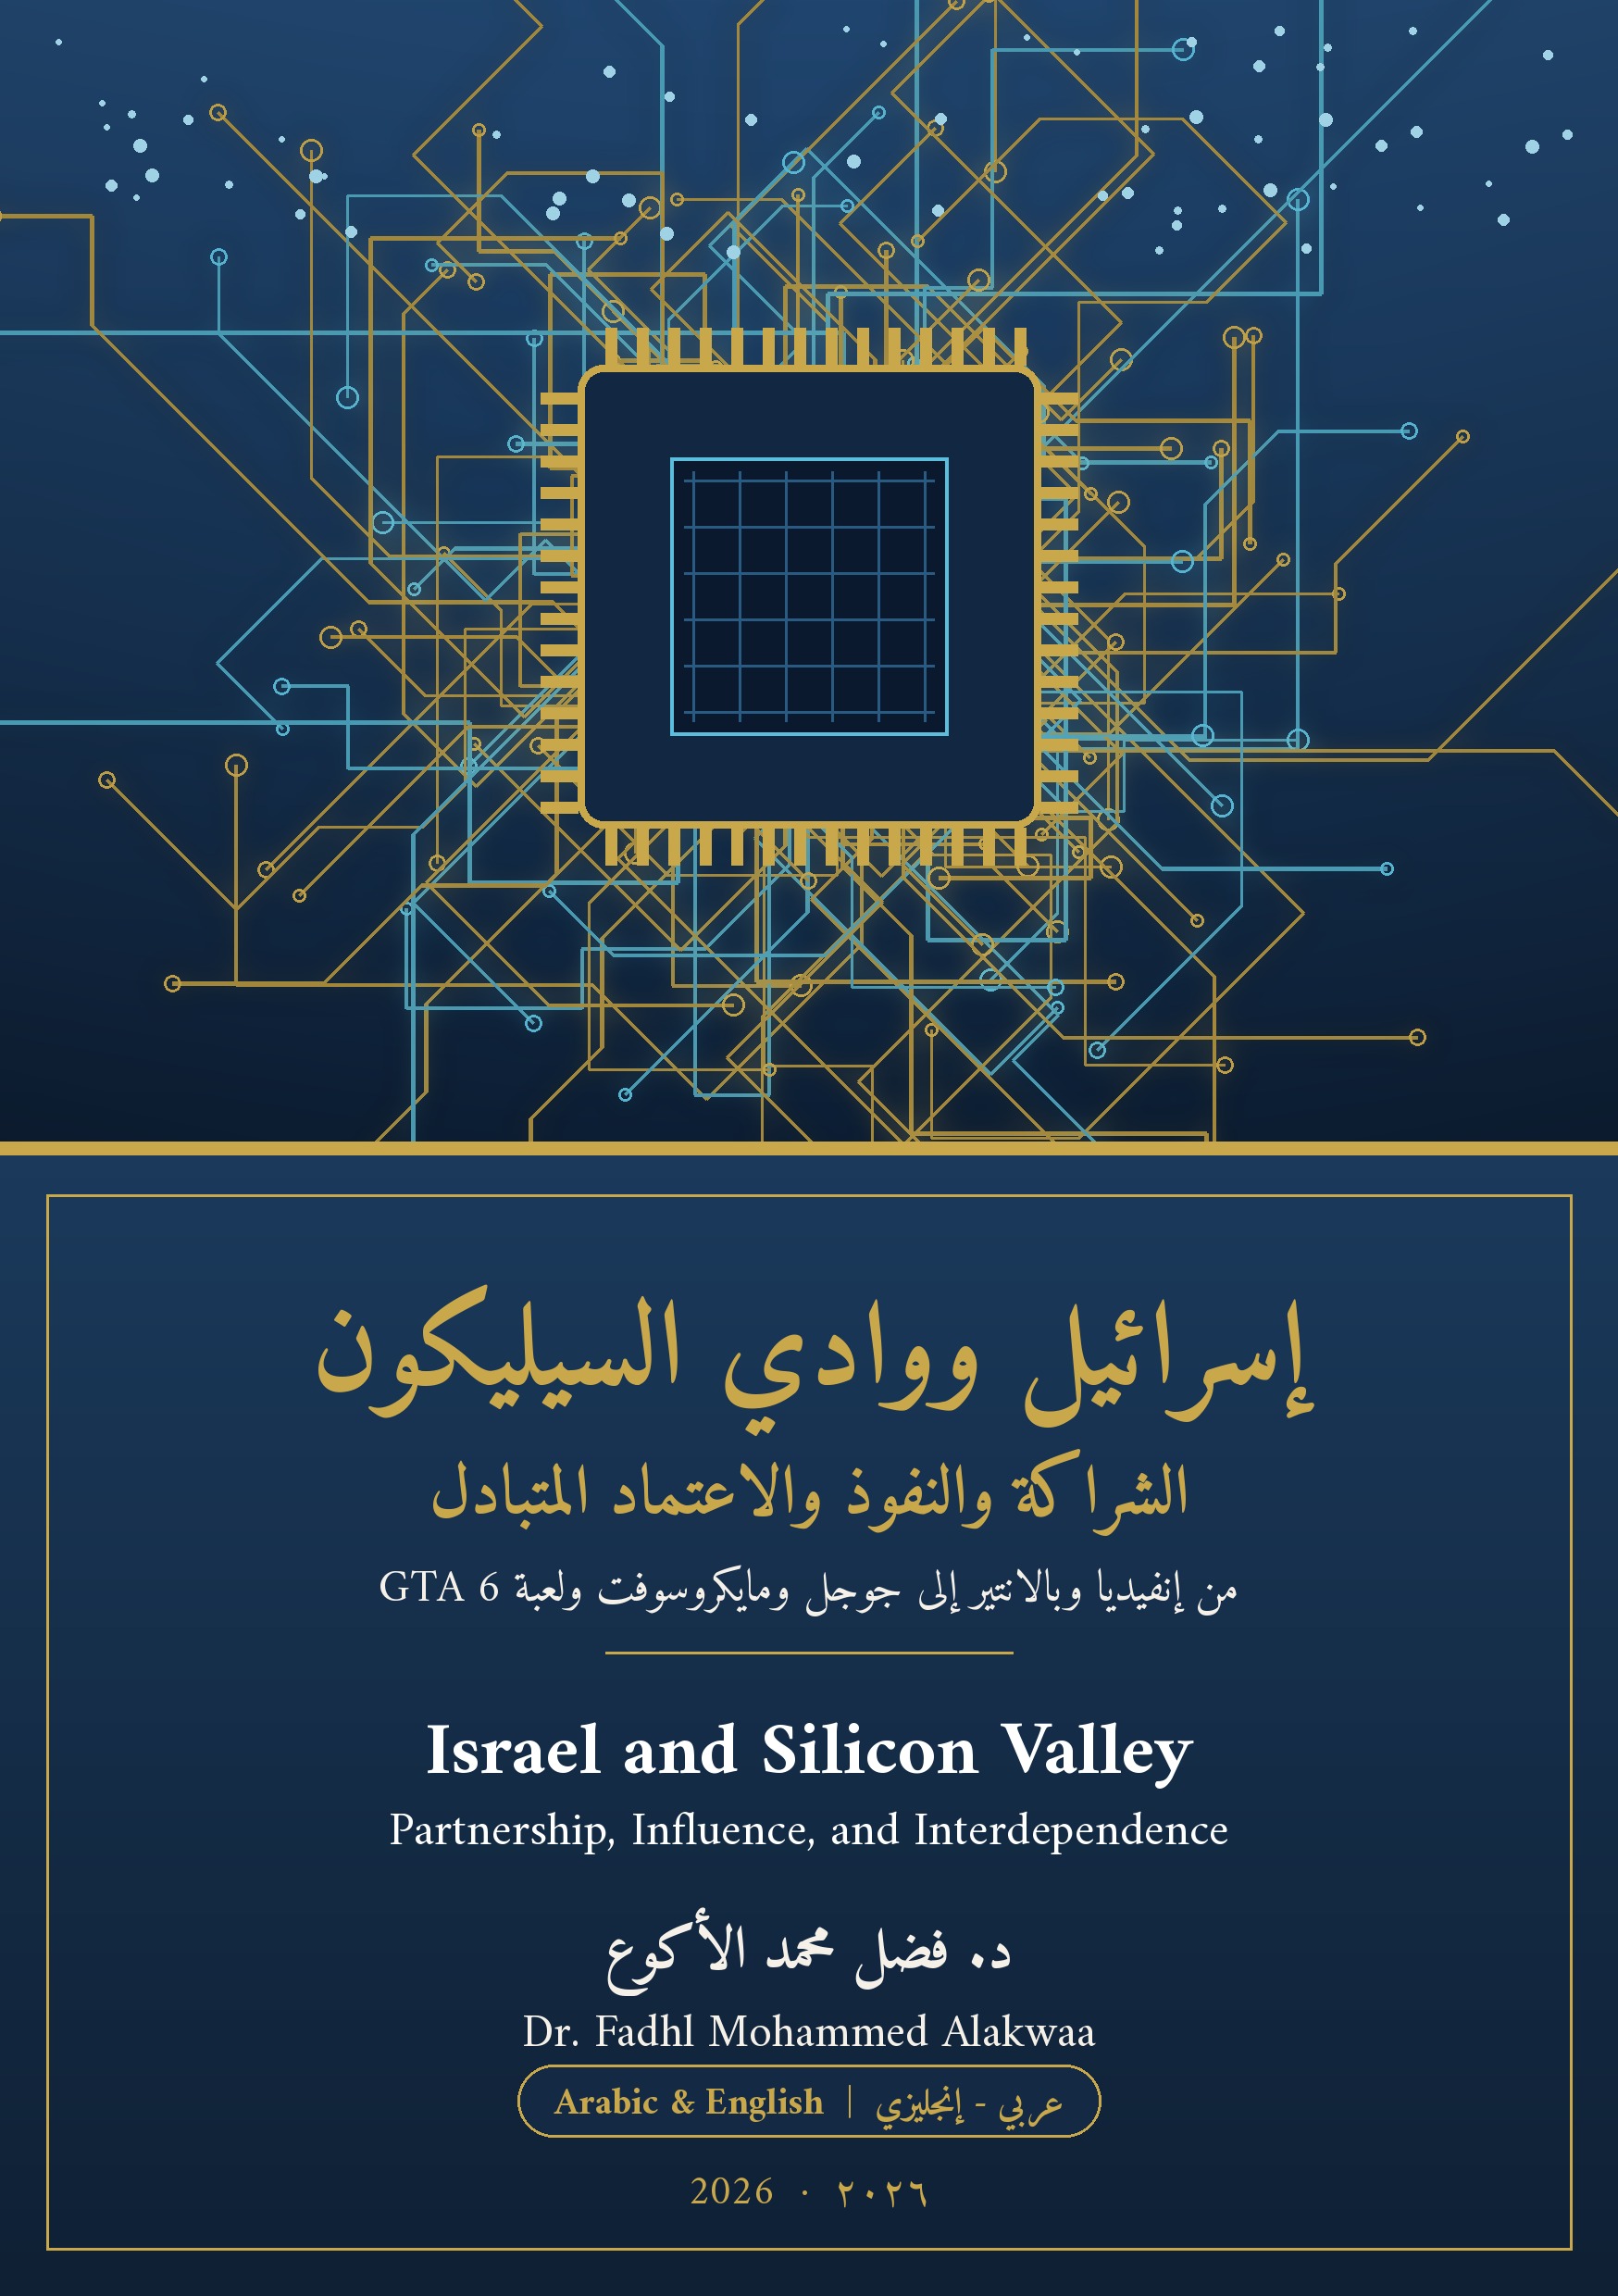 إسرائيل ووادي السيليكون
الشراكة والنفوذ والاعتماد المتبادل
من إنفيديا وبالانتير إلى جوجل ومايكروسوفت ولعبة GTA 6
Israel and Silicon Valley
Partnership, Influence, and Interdependence
د. فضل محمد الأكوع
Dr. Fadhl Mohammed Alakwaa
Arabic & English | عربي - إنجليزي
2026 · ٢٠٢٦